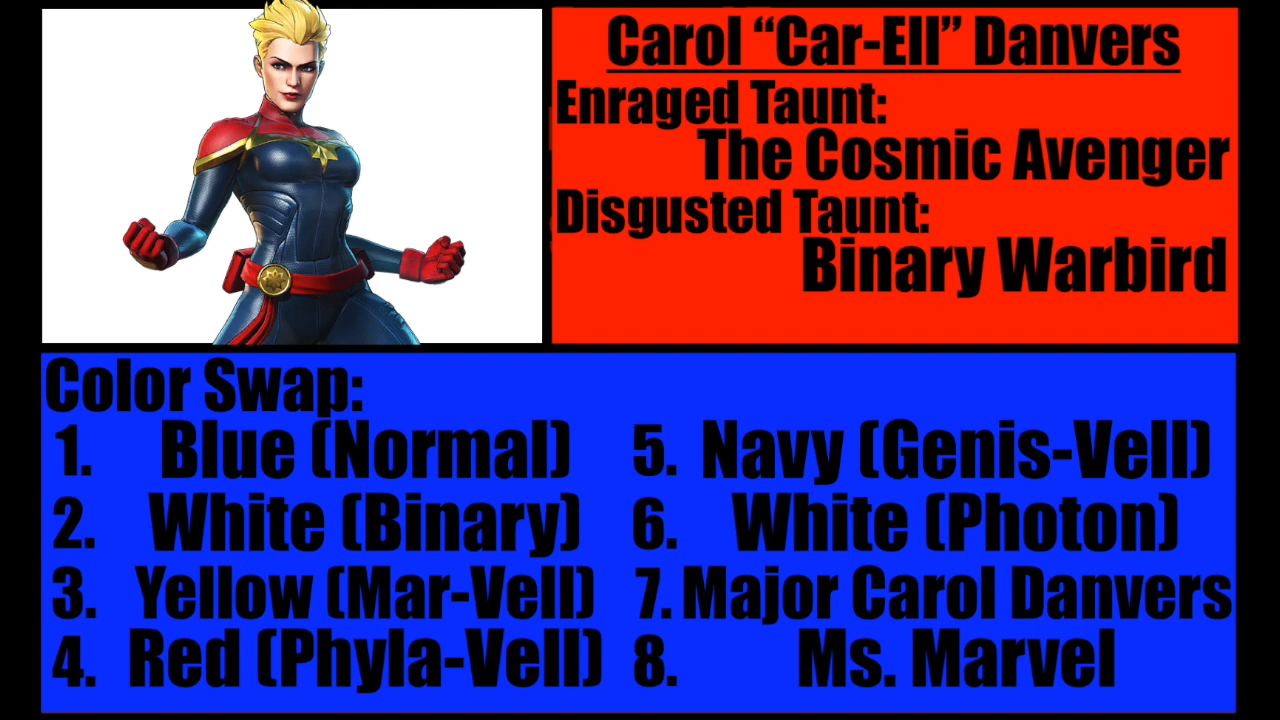 Carol “Car-Ell” Danvers
Enraged Taunt:
The Cosmic Avenger
Disgusted Taunt:
Binary Warbird
Color Swap:
1. Blue (Normal)
2. White (Binary)
3. Yellow (Mar-Vell)
4. Red (Phyla-Vell)
5. Navy (Genis-Vell)
6. White (Photon)
7. Major Carol Danvers
8. Ms. Marvel